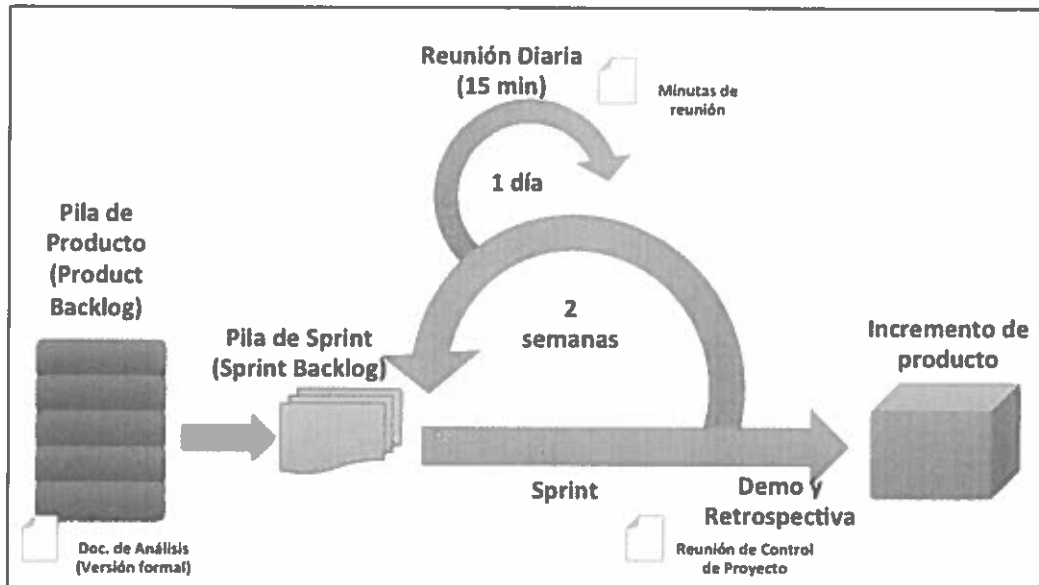 Reunión Diaria
(15 min)
Minutas de
reunión
1 día
Pila de
Producto
(Product
Backlog)
2
semanas
Pila de Sprint
(Sprint Backlog)
Incremento de
producto
Sprint
Demo y
Retrospectiva
Doc. de Análisis
(Versión formal)
Reunión de Control
de Proyecto